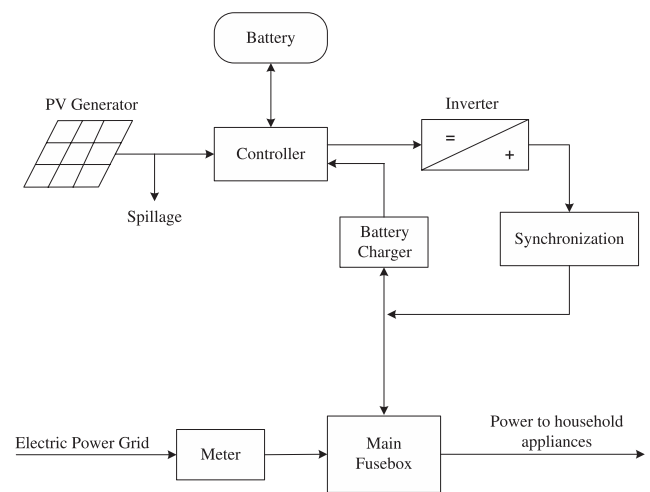 Battery
PV Generator
Inverter
Controller
=
+
Spillage
Battery
Charger
Synchronization
Electric Power Grid
Meter
Main
Fusebox
Power to household
appliances